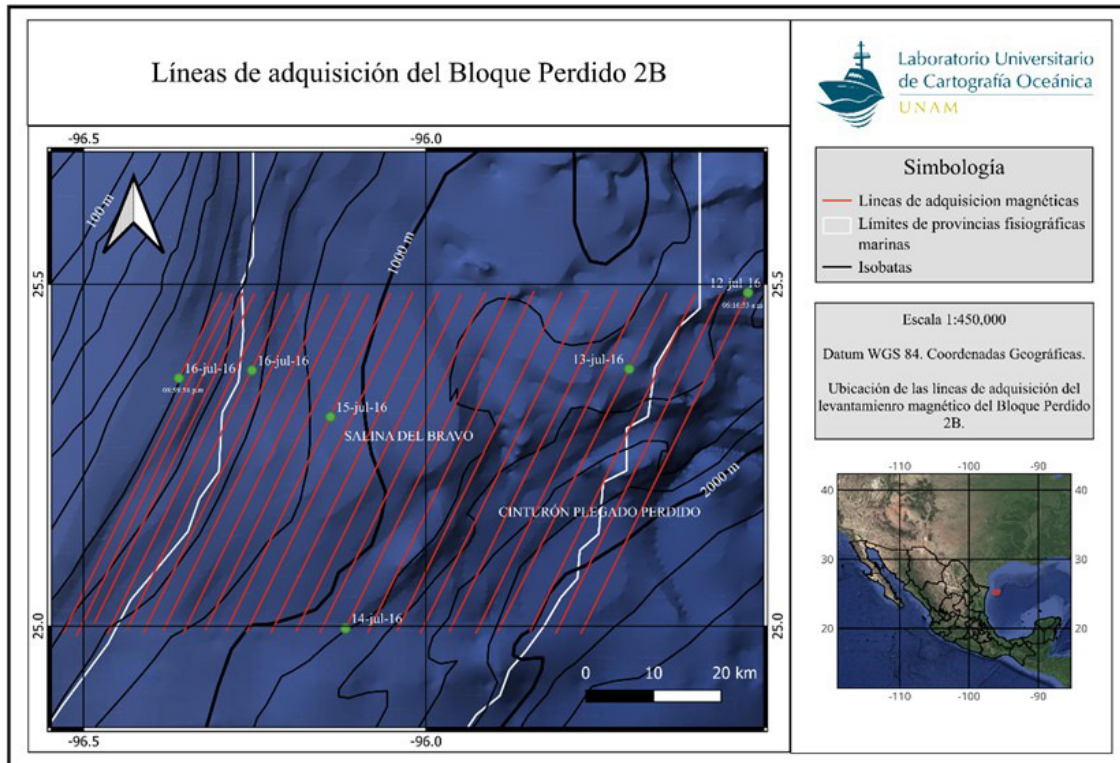 Líneas de adquisición del Bloque Perdido 2B
Laboratorio Universitario
de Cartografía Oceánica
UNAM
Simbología
Lineas de adquisicion magnéticas
Límites de provincias fisiográficas
marinas
Isobatas
Escala 1:450,000
Datum WGS 84. Coordenadas Geográficas.
Ubicación de las líneas de adquisición del
levantamienro magnético del Bloque Perdido
2B.
-96.5
-96.0
100 m
1000 m
25.5
25.5
12-jul-16
13-jul-16
16-jul-16
16-jul-16
15-jul-16
SALINA DEL BRAVO
2000 m
CINTURÓN PLEGADO PERDIDO
14-jul-16
25.0
25.0
0 10 20 km
-96.5
-96.0
-110 -100 -90
40 40
30 30
20 20
-110 -100 -90